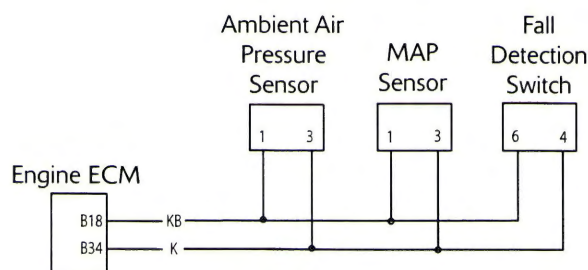 Ambient Air
Pressure
Sensor
MAP
Sensor
Fall
Detection
Switch
1 3
1 3
6 4
Engine ECM
B18 KB
B34 K